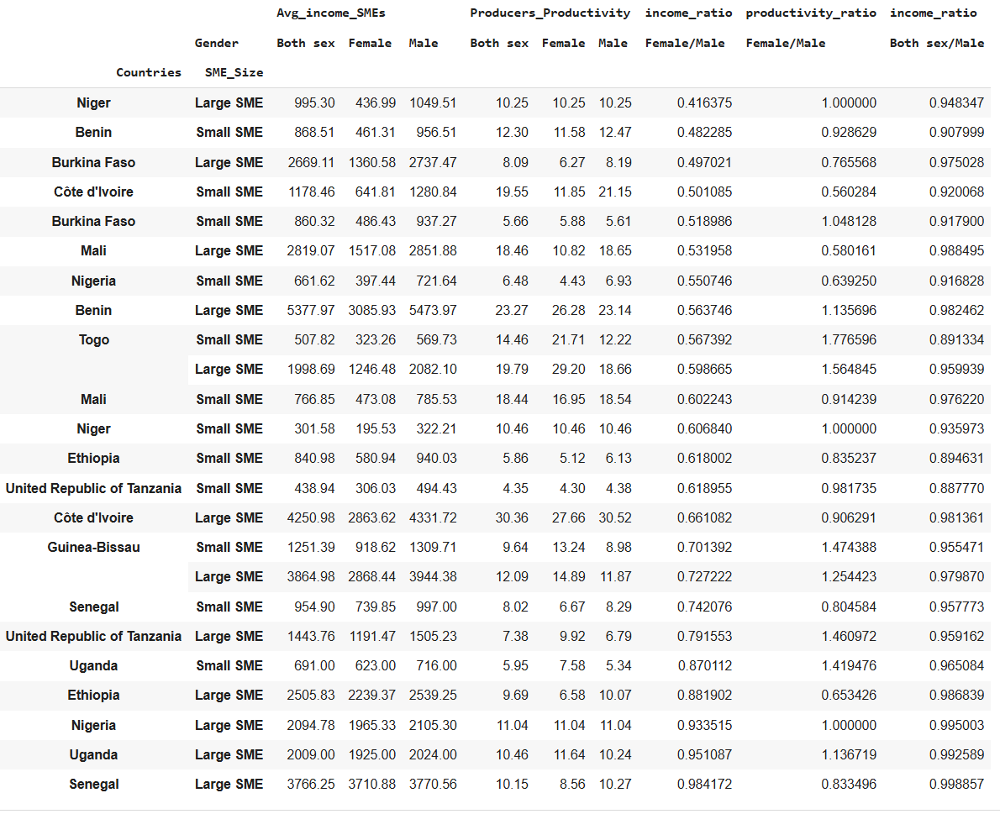 Avg_income_SMEs Producers_Productivity income_ratio productivity_ratio income_ratio
Gender Both sex Female Male Both sex Female Male Female/Male Female/Male Both sex/Male
Countries SME_Size
Niger Large SME 995.30 436.99 1049.51 10.25 10.25 10.25 0.416375 1.000000 0.948347
Benin Small SME 868.51 461.31 956.51 12.30 11.58 12.47 0.482285 0.928629 0.907999
Burkina Faso Large SME 2669.11 1360.58 2737.47 8.09 6.27 8.19 0.497021 0.765568 0.975028
Côte d'Ivoire Small SME 1178.46 641.81 1280.84 19.55 11.85 21.15 0.501085 0.560284 0.920068
Burkina Faso Small SME 860.32 486.43 937.27 5.66 5.88 5.61 0.518986 1.048128 0.917900
Mali Large SME 2819.07 1517.08 2851.88 18.46 10.82 18.65 0.531958 0.580161 0.988495
Nigeria Small SME 661.62 397.44 721.64 6.48 4.43 6.93 0.550746 0.639250 0.916828
Benin Large SME 5377.97 3085.93 5473.97 23.27 26.28 23.14 0.563746 1.135696 0.982462
Togo Small SME 507.82 323.26 569.73 14.46 21.71 12.22 0.567392 1.776596 0.891334
Large SME 1998.69 1246.48 2082.10 19.79 29.20 18.66 0.598665 1.564845 0.959939
Mali Small SME 766.85 473.08 785.53 18.44 16.95 18.54 0.602243 0.914239 0.976220
Niger Small SME 301.58 195.53 322.21 10.46 10.46 10.46 0.606840 1.000000 0.935973
Ethiopia Small SME 840.98 580.94 940.03 5.86 5.12 6.13 0.618002 0.835237 0.894631
United Republic of Tanzania Small SME 438.94 306.03 494.43 4.35 4.30 4.38 0.618955 0.981735 0.887770
Côte d'Ivoire Large SME 4250.98 2863.62 4331.72 30.36 27.66 30.52 0.661082 0.906291 0.981361
Guinea-Bissau Small SME 1251.39 918.62 1309.71 9.64 13.24 8.98 0.701392 1.474388 0.955471
Large SME 3864.98 2868.44 3944.38 12.09 14.89 11.87 0.727222 1.254423 0.979870
Senegal Small SME 954.90 739.85 997.00 8.02 6.67 8.29 0.742076 0.804584 0.957773
United Republic of Tanzania Large SME 1443.76 1191.47 1505.23 7.38 9.92 6.79 0.791553 1.460972 0.959162
Uganda Small SME 691.00 623.00 716.00 5.95 7.58 5.34 0.870112 1.419476 0.965084
Ethiopia Large SME 2505.83 2239.37 2539.25 9.69 6.58 10.07 0.881902 0.653426 0.986839
Nigeria Large SME 2094.78 1965.33 2105.30 11.04 11.04 11.04 0.933515 1.000000 0.995003
Uganda Large SME 2009.00 1925.00 2024.00 10.46 11.64 10.24 0.951087 1.136719 0.992589
Senegal Large SME 3766.25 3710.88 3770.56 10.15 8.56 10.27 0.984172 0.833496 0.998857